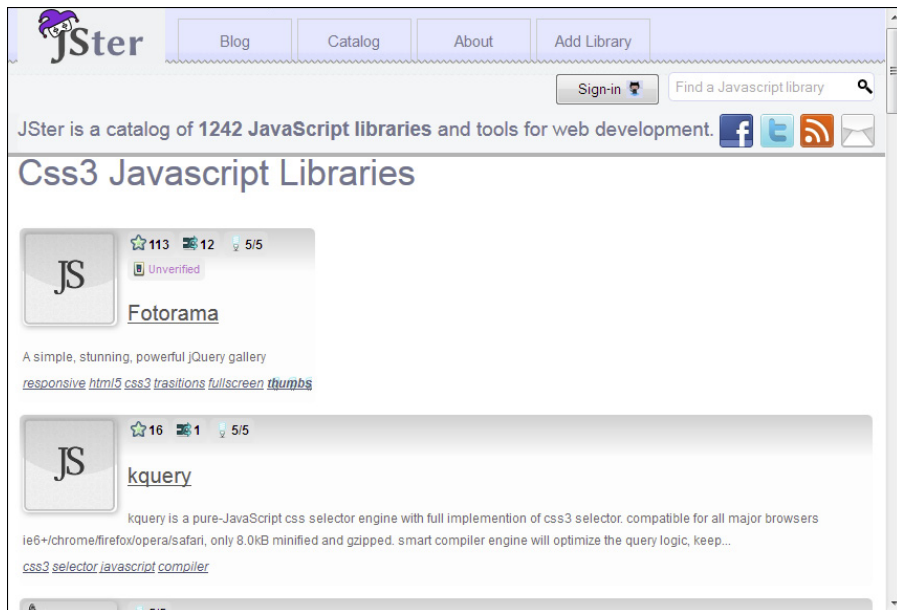 JSter
Blog
Catalog
About
Add Library
Sign-in
Find a Javascript library
JSter is a catalog of 1242 JavaScript libraries and tools for web development.
Css3 Javascript Libraries
JS
113 12 5/5
Unverified
Fotorama
A simple, stunning, powerful jQuery gallery
responsive html5 css3 trasitions fullscreen thumbs
JS
16 1 5/5
kquery
kquery is a pure-JavaScript css selector engine with full implemention of css3 selector. compatible for all major browsers
ie6+/chrome/firefox/opera/safari, only 8.0kB minified and gzipped. smart compiler engine will optimize the query logic, keep...
css3 selector javascript compiler